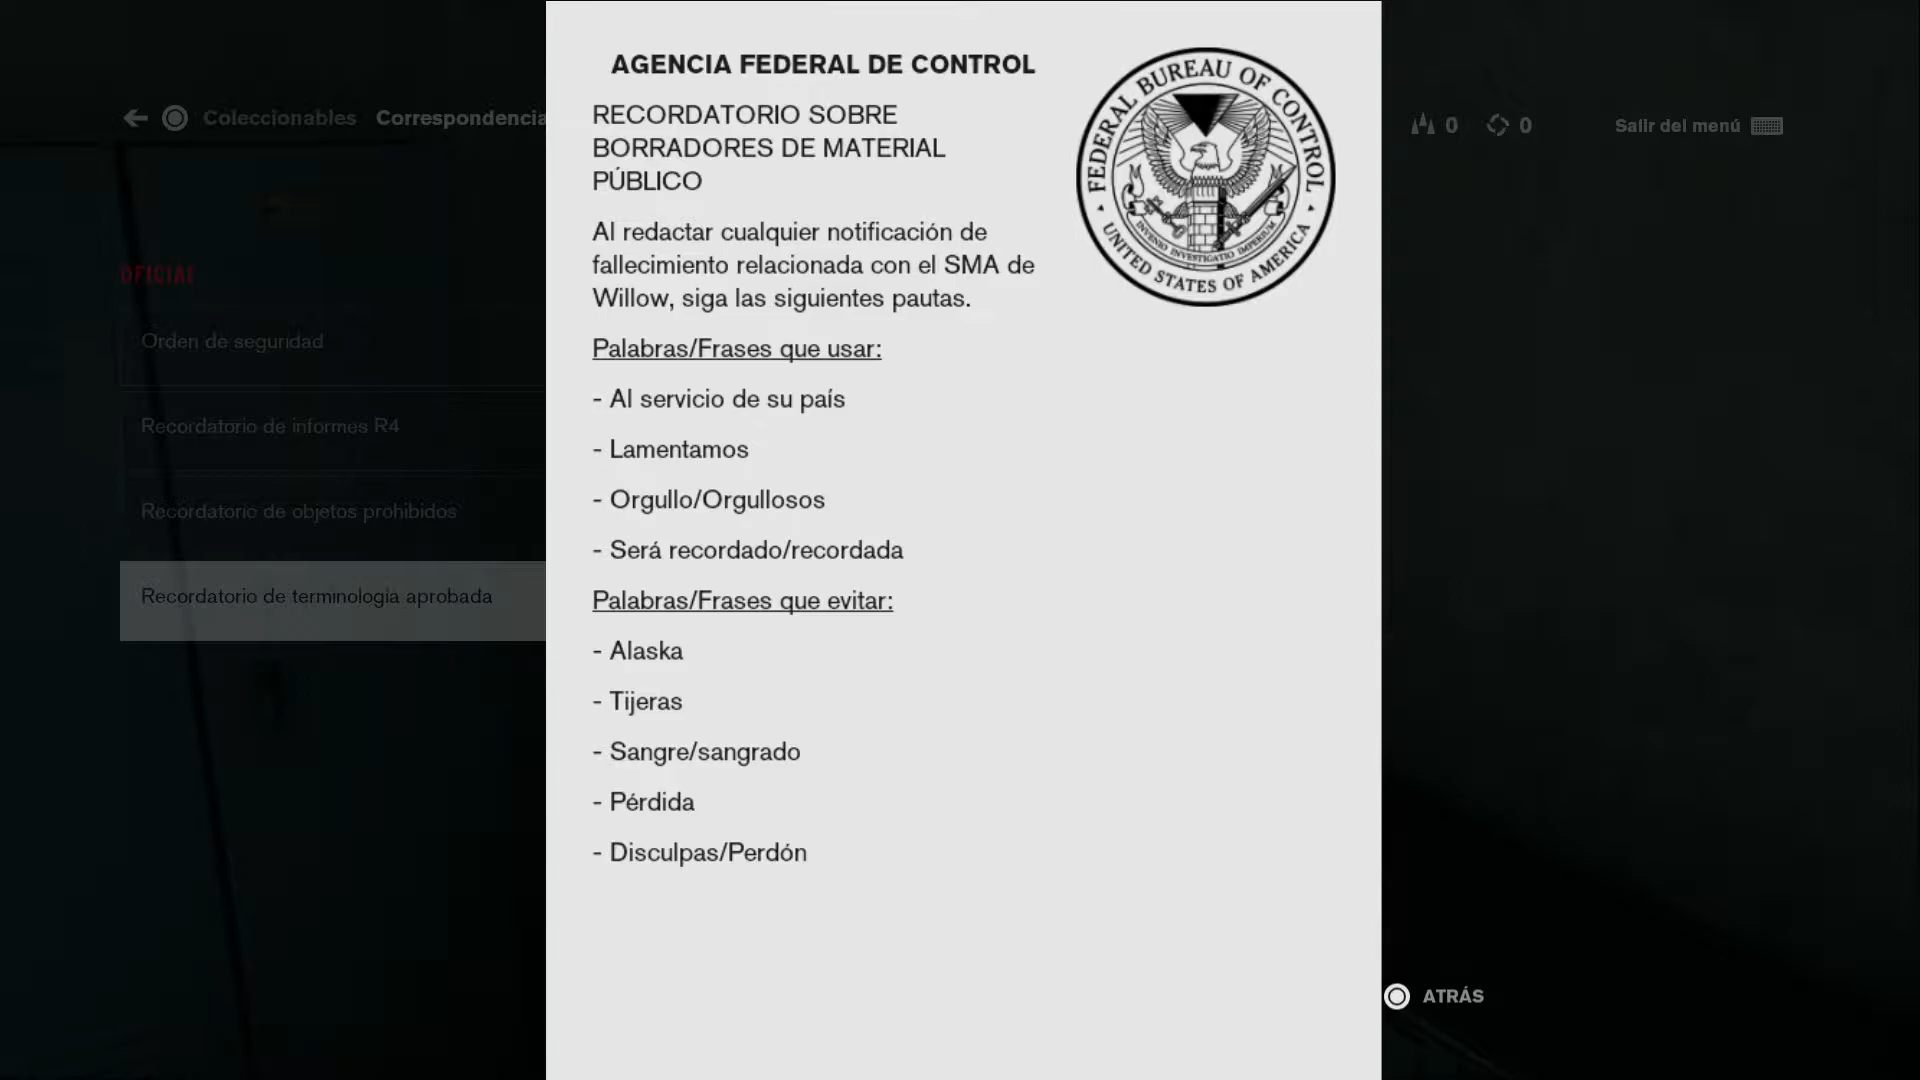 Coleccionables Correspondencia
0 0
Salir del menú
OFICIAL
Orden de seguridad
Recordatorio de informes R4
Recordatorio de objetos prohibidos
Recordatorio de terminología aprobada
AGENCIA FEDERAL DE CONTROL
RECORDATORIO SOBRE
BORRADORES DE MATERIAL
PÚBLICO
Al redactar cualquier notificación de
fallecimiento relacionada con el SMA de
Willow, siga las siguientes pautas.
Palabras/Frases que usar:
- Al servicio de su país
- Lamentamos
- Orgullo/Orgullosos
- Será recordado/recordada
Palabras/Frases que evitar:
- Alaska
- Tijeras
- Sangre/sangrado
- Pérdida
- Disculpas/Perdón
FEDERAL BUREAU OF CONTROL
INVENIO INVESTIGATIO IMPERIUM
UNITED STATES OF AMERICA
ATRÁS